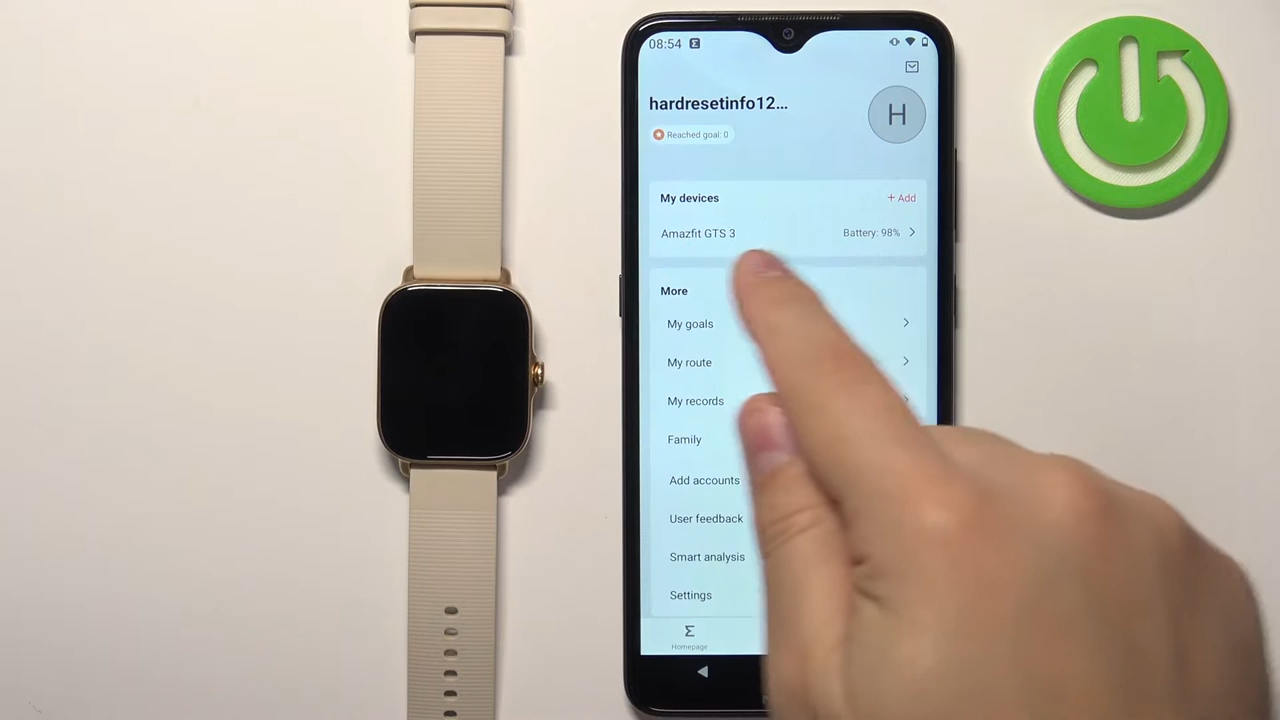 08:54
hardresetinfo12...
H
Reached goal: 0
My devices
+ Add
Amazfit GTS 3
Battery: 98%
More
My goals
My route
My records
Family
Add accounts
User feedback
Smart analysis
Settings
Homepage